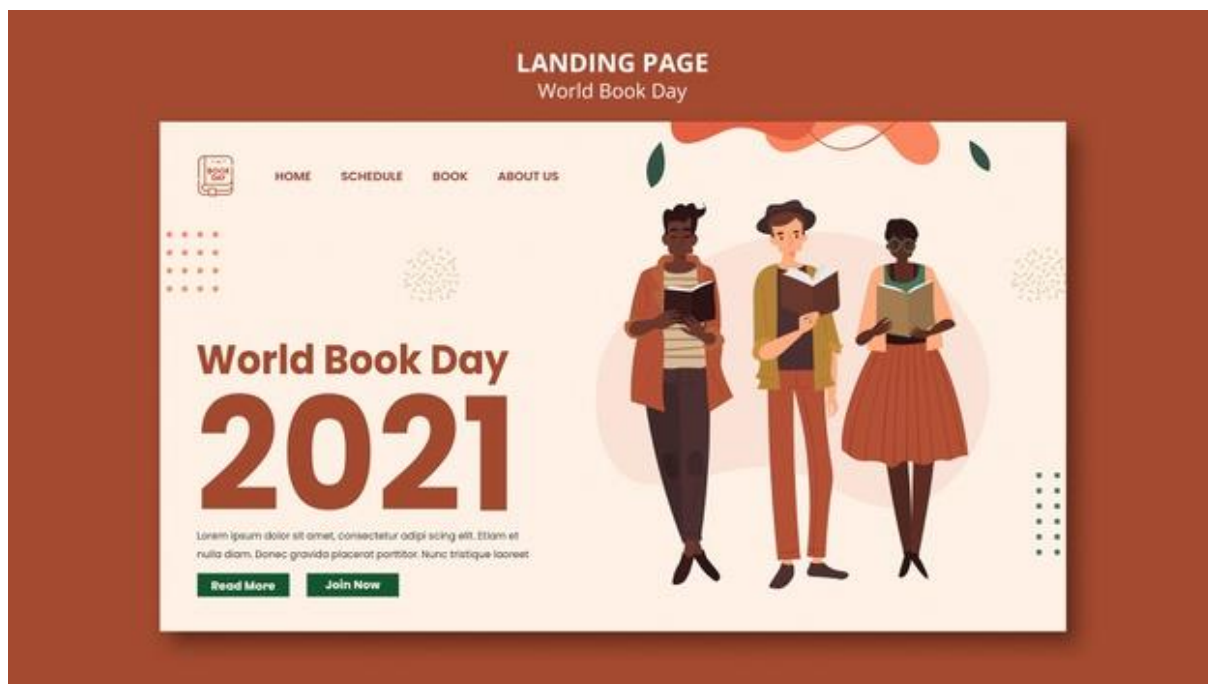 LANDING PAGE
World Book Day
BOOK
DAY
HOME SCHEDULE BOOK ABOUT US
World Book Day
2021
Lorem ipsum dolor sit amet, consectetur adipi scing elit. Etiam et
nulla diam. Donec gravida placerat porttitor. Nunc tristique laoreet
Read More Join Now